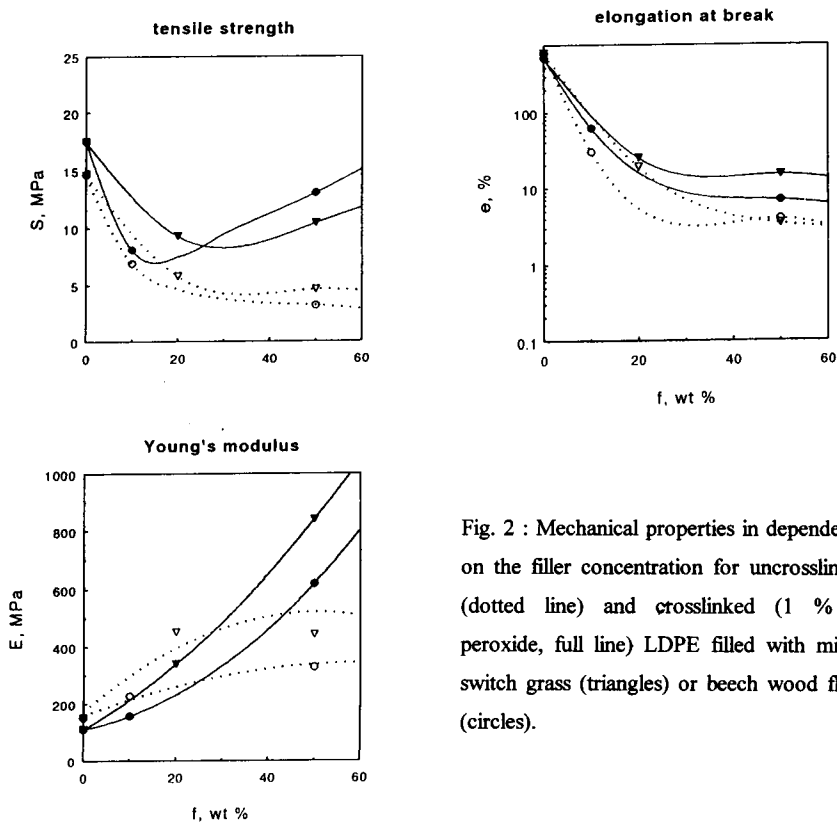 tensile strength
25
20
15
10
5
0
S, MPa
0 20 40 60
elongation at break
100
10
1
0.1
e, %
0 20 40 60
f, wt %
Young's modulus
1000
800
600
400
200
0
E, MPa
0 20 40 60
f, wt %
Fig. 2 : Mechanical properties in depende
on the filler concentration for uncrosslin
(dotted line) and crosslinked (1 %
peroxide, full line) LDPE filled with mi
switch grass (triangles) or beech wood fl
(circles).